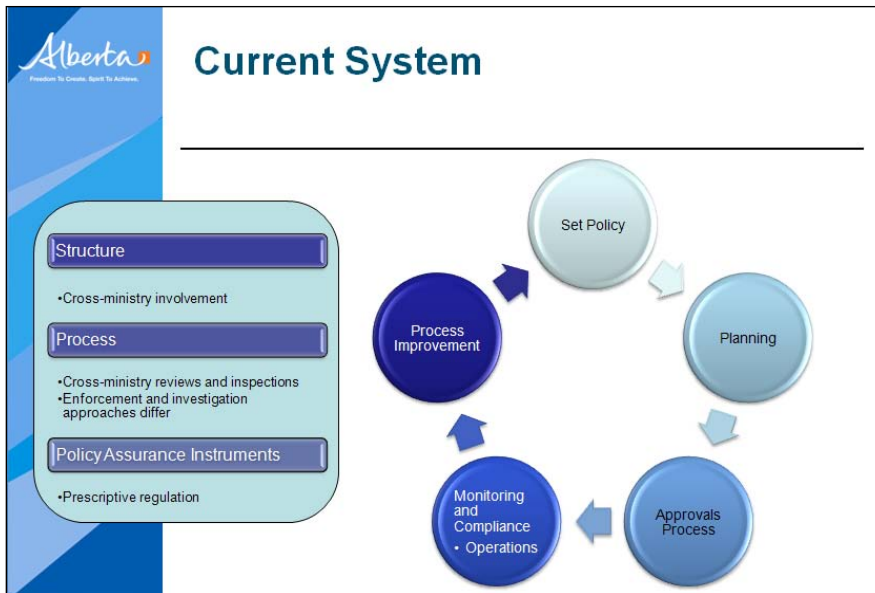 Alberta
Freedom To Create. Spirit To Achieve.
Current System
Structure
•Cross-ministry involvement
Process
•Cross-ministry reviews and inspections
•Enforcement and investigation
approaches differ
Policy Assurance Instruments
•Prescriptive regulation
Set Policy
Planning
Approvals
Process
Monitoring
and
Compliance
• Operations
Process
Improvement